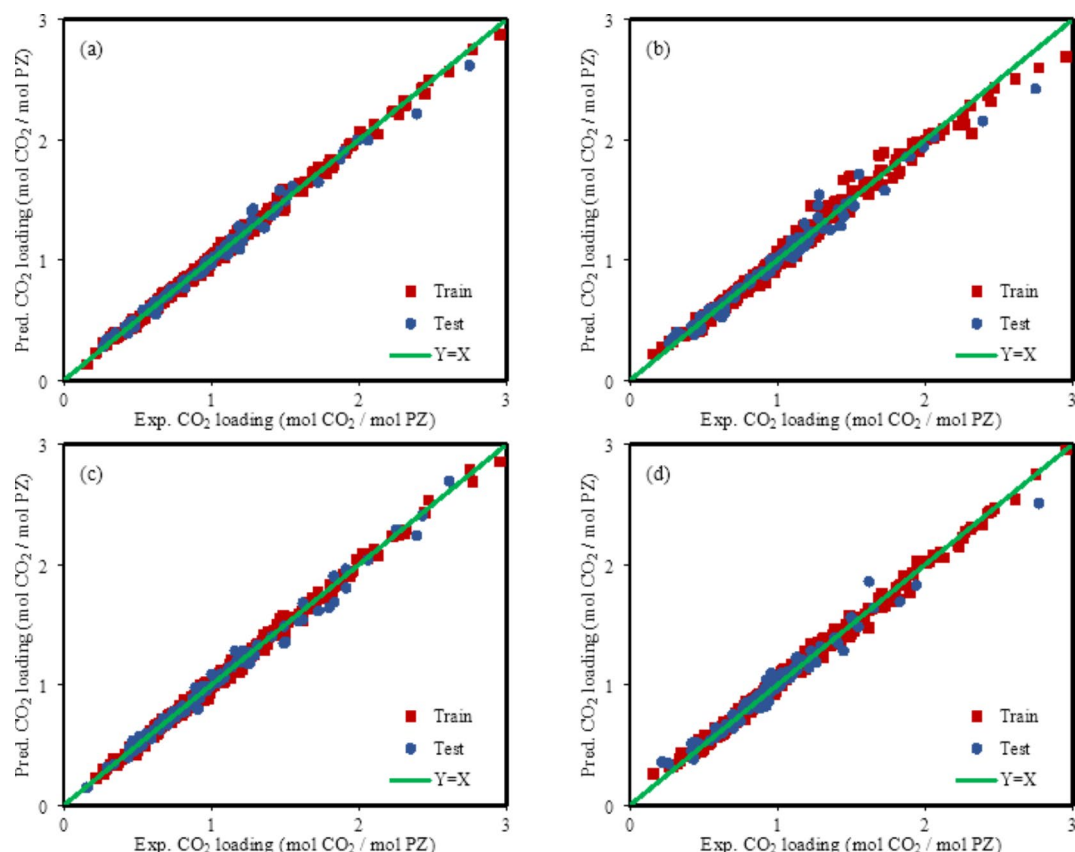 (a)
Pred. CO₂ loading (mol CO₂ / mol PZ)
3
2
1
0
Train
Test
Y=X
0 1 2 3
Exp. CO₂ loading (mol CO₂ / mol PZ)
(b)
Pred. CO₂ loading (mol CO₂ / mol PZ)
3
2
1
0
Train
Test
Y=X
0 1 2 3
Exp. CO₂ loading (mol CO₂ / mol PZ)
(c)
Pred. CO₂ loading (mol CO₂ / mol PZ)
3
2
1
0
Train
Test
Y=X
0 1 2 3
Exp. CO₂ loading (mol CO₂ / mol PZ)
(d)
Pred. CO₂ loading (mol CO₂ / mol PZ)
3
2
1
0
Train
Test
Y=X
0 1 2 3
Exp. CO₂ loading (mol CO₂ / mol PZ)